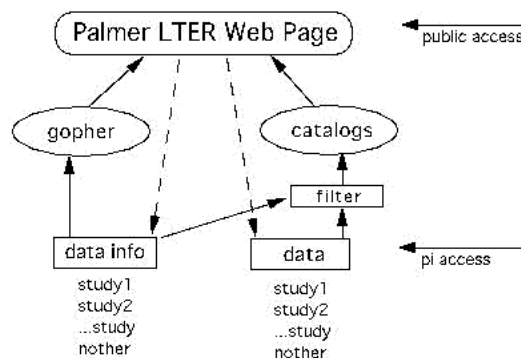 Palmer LTER Web Page
public access
gopher
catalogs
filter
data info
data
pi access
study1
study2
...study
nother
study1
study2
...study
nother